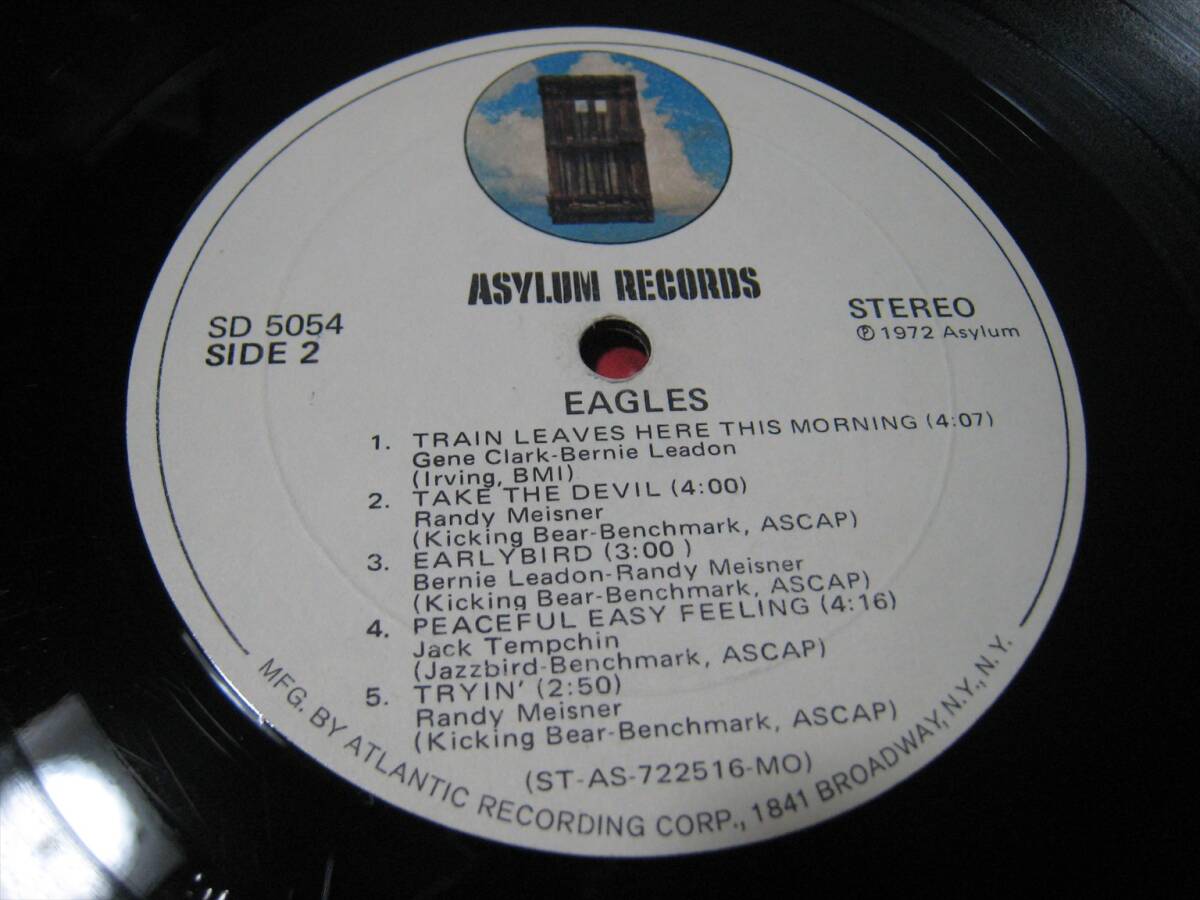 ASYLUM RECORDS
SD 5054
SIDE 2
STEREO
℗ 1972 Asylum
EAGLES
1. TRAIN LEAVES HERE THIS MORNING (4:07)
Gene Clark-Bernie Leadon
(Irving, BMI)
2. TAKE THE DEVIL (4:00)
Randy Meisner
(Kicking Bear-Benchmark, ASCAP)
3. EARLYBIRD (3:00 )
Bernie Leadon-Randy Meisner
(Kicking Bear-Benchmark, ASCAP)
4. PEACEFUL EASY FEELING (4:16)
Jack Tempchin
(Jazzbird-Benchmark, ASCAP)
5. TRYIN' (2:50)
Randy Meisner
(Kicking Bear-Benchmark, ASCAP)
(ST-AS-722516-MO)
MFG. BY ATLANTIC RECORDING CORP., 1841 BROADWAY, N.Y., N.Y.